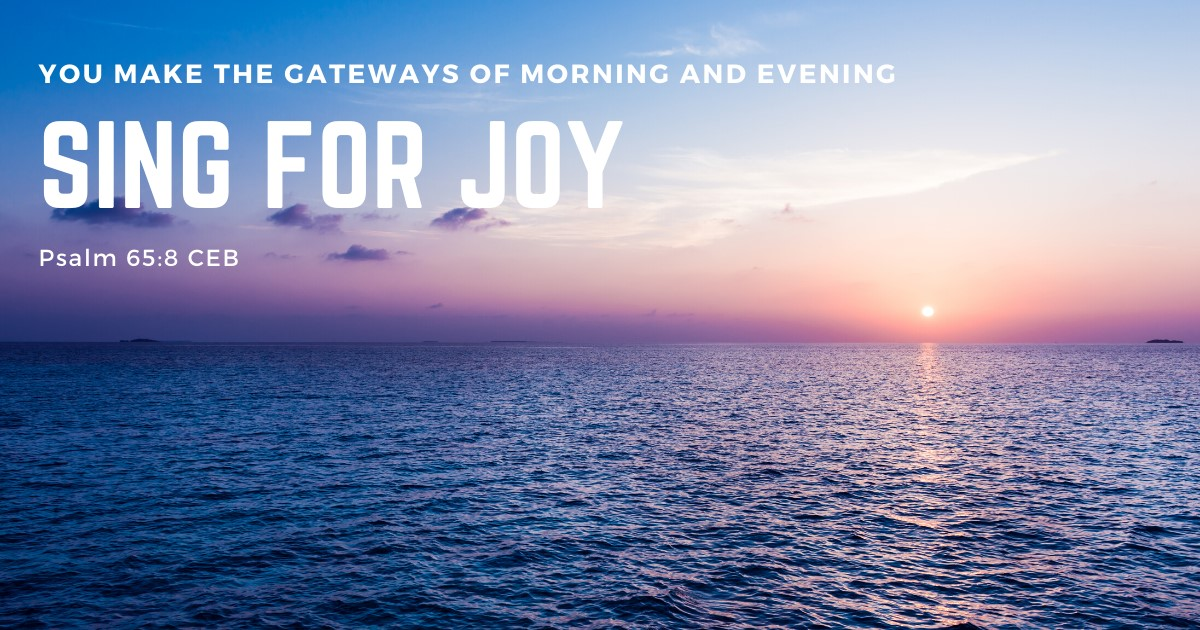 YOU MAKE THE GATEWAYS OF MORNING AND EVENING
SING FOR JOY
Psalm 65:8 CEB